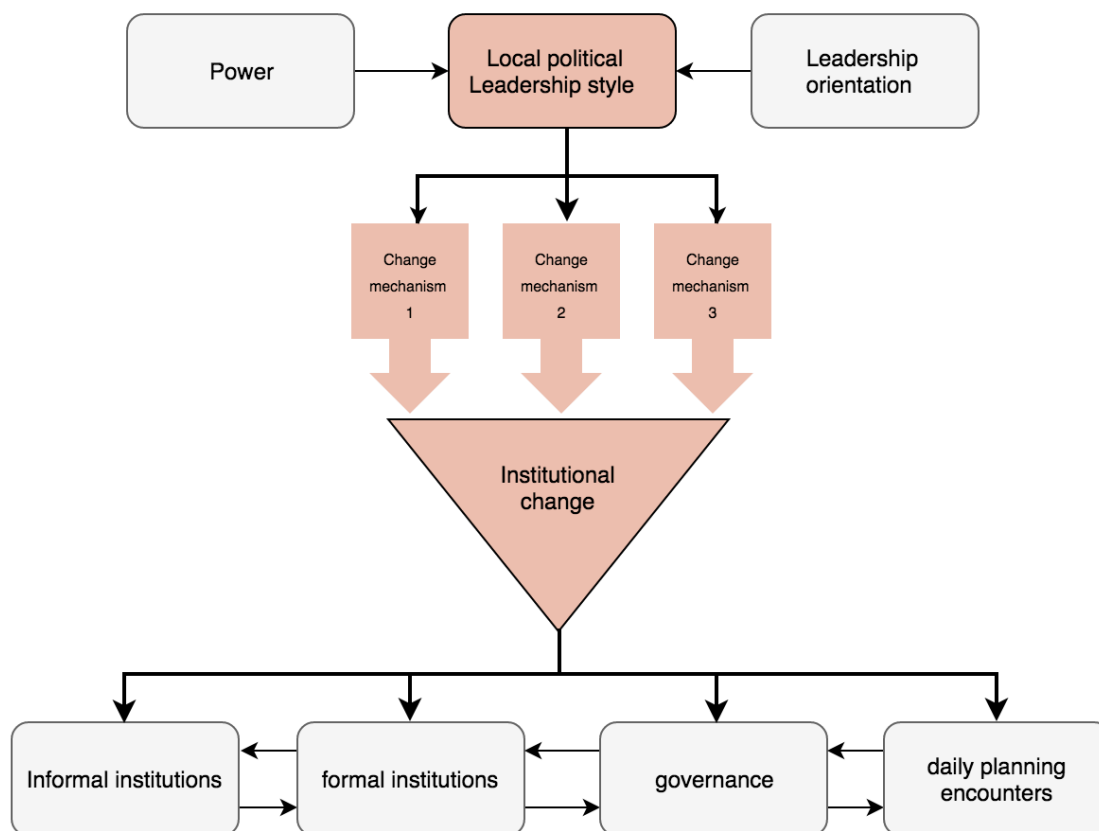 Power
Local political
Leadership style
Leadership
orientation
Change
mechanism
1
Change
mechanism
2
Change
mechanism
3
Institutional
change
Informal institutions
formal institutions
governance
daily planning
encounters